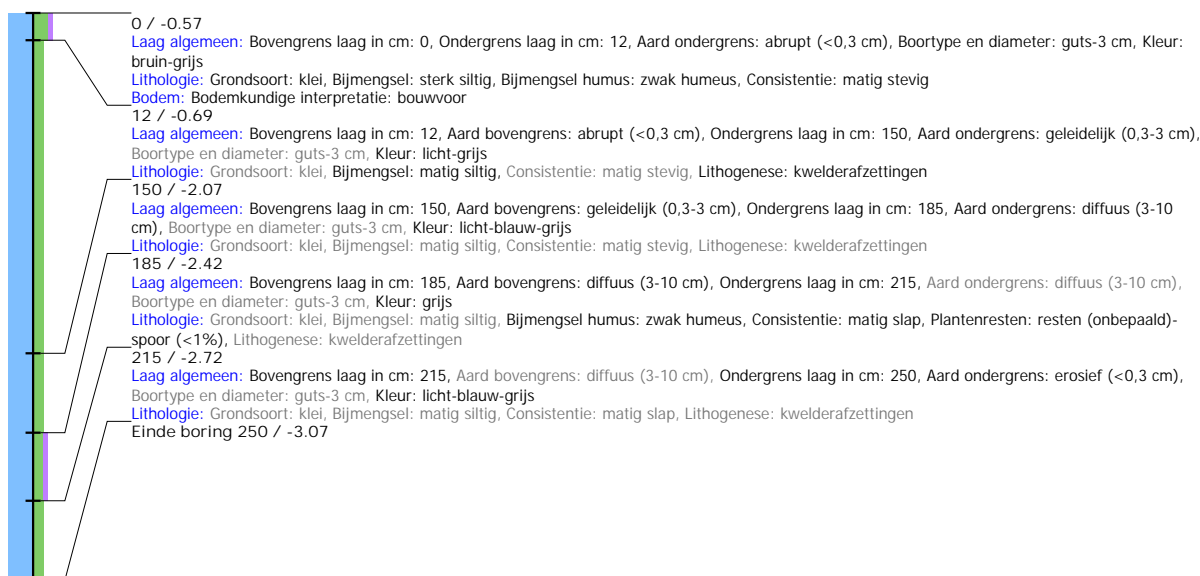 0 / -0.57
Laag algemeen: Bovengrens laag in cm: 0, Ondergrens laag in cm: 12, Aard ondergrens: abrupt (<0,3 cm), Boortype en diameter: guts-3 cm, Kleur:
bruin-grijs
Lithologie: Grondsoort: klei, Bijmengsel: sterk siltig, Bijmengsel humus: zwak humeus, Consistentie: matig stevig
Bodem: Bodemkundige interpretatie: bouwvoor
12 / -0.69
Laag algemeen: Bovengrens laag in cm: 12, Aard bovengrens: abrupt (<0,3 cm), Ondergrens laag in cm: 150, Aard ondergrens: geleidelijk (0,3-3 cm),
Boortype en diameter: guts-3 cm, Kleur: licht-grijs
Lithologie: Grondsoort: klei, Bijmengsel: matig siltig, Consistentie: matig stevig, Lithogenese: kwelderafzettingen
150 / -2.07
Laag algemeen: Bovengrens laag in cm: 150, Aard bovengrens: geleidelijk (0,3-3 cm), Ondergrens laag in cm: 185, Aard ondergrens: diffuus (3-10
cm), Boortype en diameter: guts-3 cm, Kleur: licht-blauw-grijs
Lithologie: Grondsoort: klei, Bijmengsel: matig siltig, Consistentie: matig stevig, Lithogenese: kwelderafzettingen
185 / -2.42
Laag algemeen: Bovengrens laag in cm: 185, Aard bovengrens: diffuus (3-10 cm), Ondergrens laag in cm: 215, Aard ondergrens: diffuus (3-10 cm),
Boortype en diameter: guts-3 cm, Kleur: grijs
Lithologie: Grondsoort: klei, Bijmengsel: matig siltig, Bijmengsel humus: zwak humeus, Consistentie: matig slap, Plantenresten: resten (onbepaald)-
spoor (<1%), Lithogenese: kwelderafzettingen
215 / -2.72
Laag algemeen: Bovengrens laag in cm: 215, Aard bovengrens: diffuus (3-10 cm), Ondergrens laag in cm: 250, Aard ondergrens: erosief (<0,3 cm),
Boortype en diameter: guts-3 cm, Kleur: licht-blauw-grijs
Lithologie: Grondsoort: klei, Bijmengsel: matig siltig, Consistentie: matig slap, Lithogenese: kwelderafzettingen
Einde boring 250 / -3.07